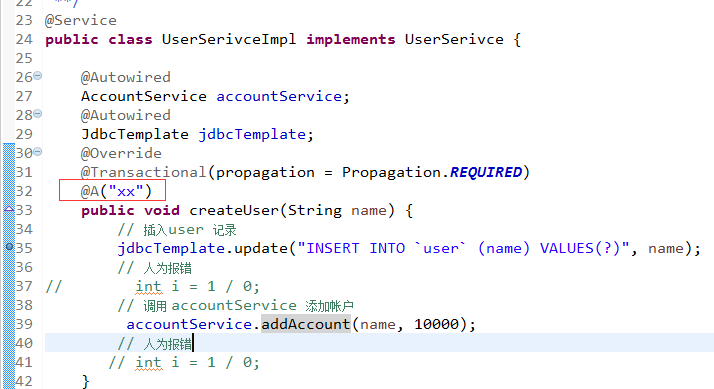 22 **/
23 @Service
24 public class UserSerivceImpl implements UserSerivce {
25
26 @Autowired
27 AccountService accountService;
28 @Autowired
29 JdbcTemplate jdbcTemplate;
30 @Override
31 @Transactional(propagation = Propagation.REQUIRED)
32 @A("xx")
33 public void createUser(String name) {
34 // 插入user 记录
35 jdbcTemplate.update("INSERT INTO `user` (name) VALUES(?)", name);
36 // 人为报错
37 // int i = 1 / 0;
38 // 调用 accountService 添加帐户
39 accountService.addAccount(name, 10000);
40 // 人为报错
41 // int i = 1 / 0;
42 }